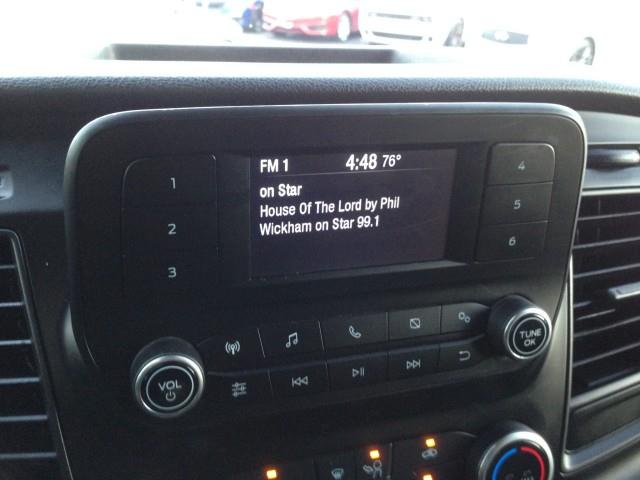 FM 1 4:48 76°
on Star
House Of The Lord by Phil
Wickham on Star 99.1
1
2
3
4
5
6
VOL
TUNE
OK